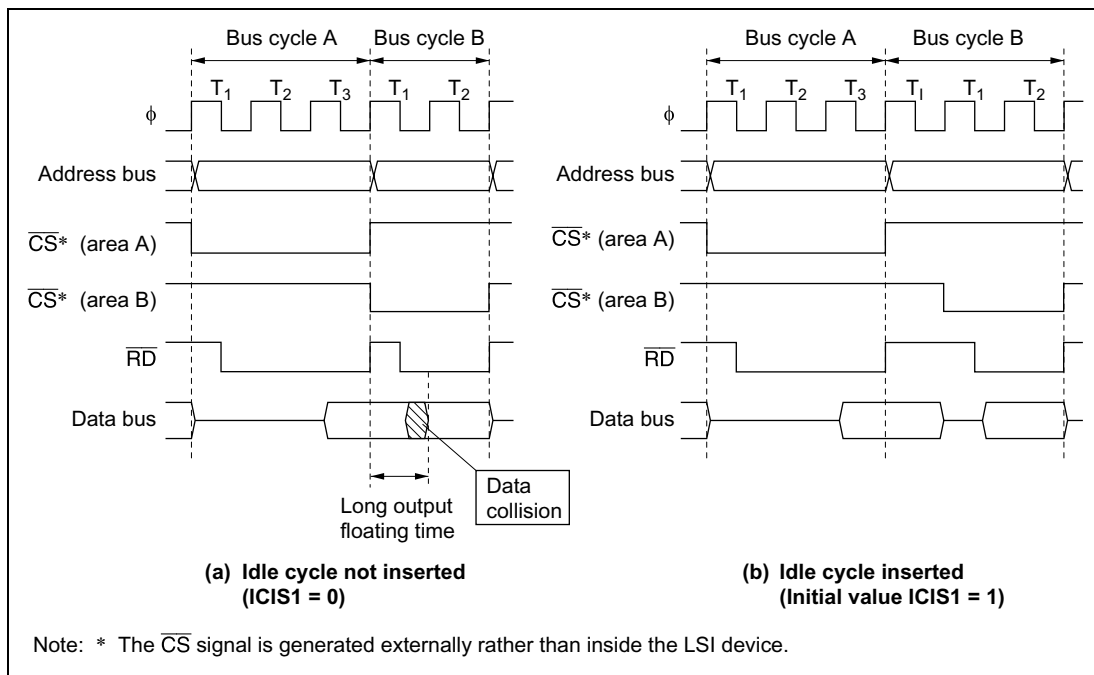 Bus cycle A Bus cycle B
T1 T2 T3 T1 T2
ϕ
Address bus
CS* (area A)
CS* (area B)
RD
Data bus
Long output
floating time
Data
collision
(a) Idle cycle not inserted
(ICIS1 = 0)
Bus cycle A Bus cycle B
T1 T2 T3 TI T1 T2
ϕ
Address bus
CS* (area A)
CS* (area B)
RD
Data bus
(b) Idle cycle inserted
(Initial value ICIS1 = 1)
Note: * The CS signal is generated externally rather than inside the LSI device.